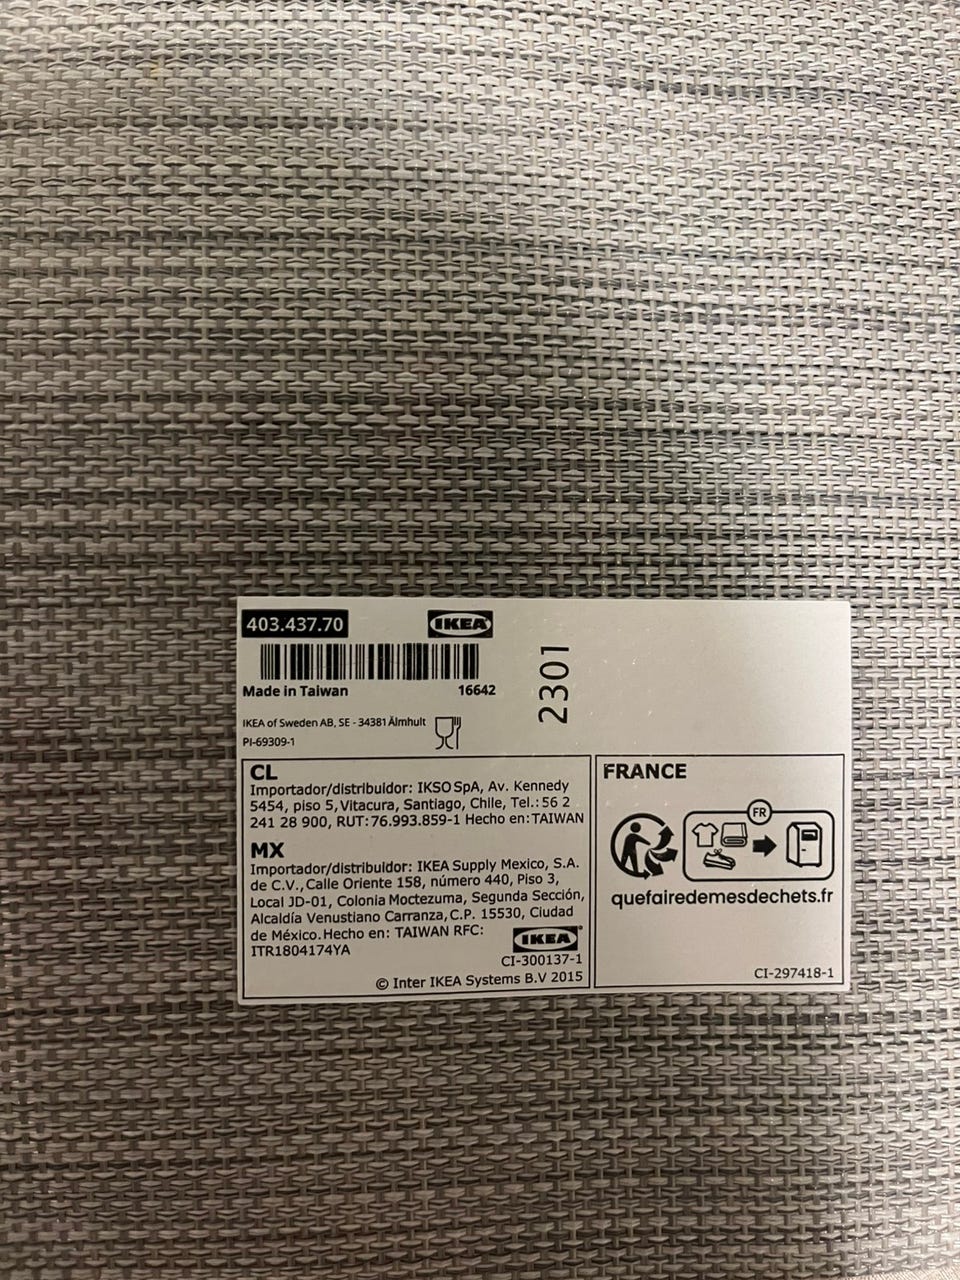 403.437.70
IKEA
Made in Taiwan 16642
2301
IKEA of Sweden AB, SE - 34381 Älmhult
PI-69309-1
CL
Importador/distribuidor: IKSO SpA, Av. Kennedy
5454, piso 5, Vitacura, Santiago, Chile, Tel.: 56 2
241 28 900, RUT: 76.993.859-1 Hecho en: TAIWAN
MX
Importador/distribuidor: IKEA Supply Mexico, S.A.
de C.V., Calle Oriente 158, número 440, Piso 3,
Local JD-01, Colonia Moctezuma, Segunda Sección,
Alcaldía Venustiano Carranza, C.P. 15530, Ciudad
de México. Hecho en: TAIWAN RFC:
ITR1804174YA
IKEA®
CI-300137-1
© Inter IKEA Systems B.V 2015
FRANCE
FR
quefairedemesdechets.fr
CI-297418-1